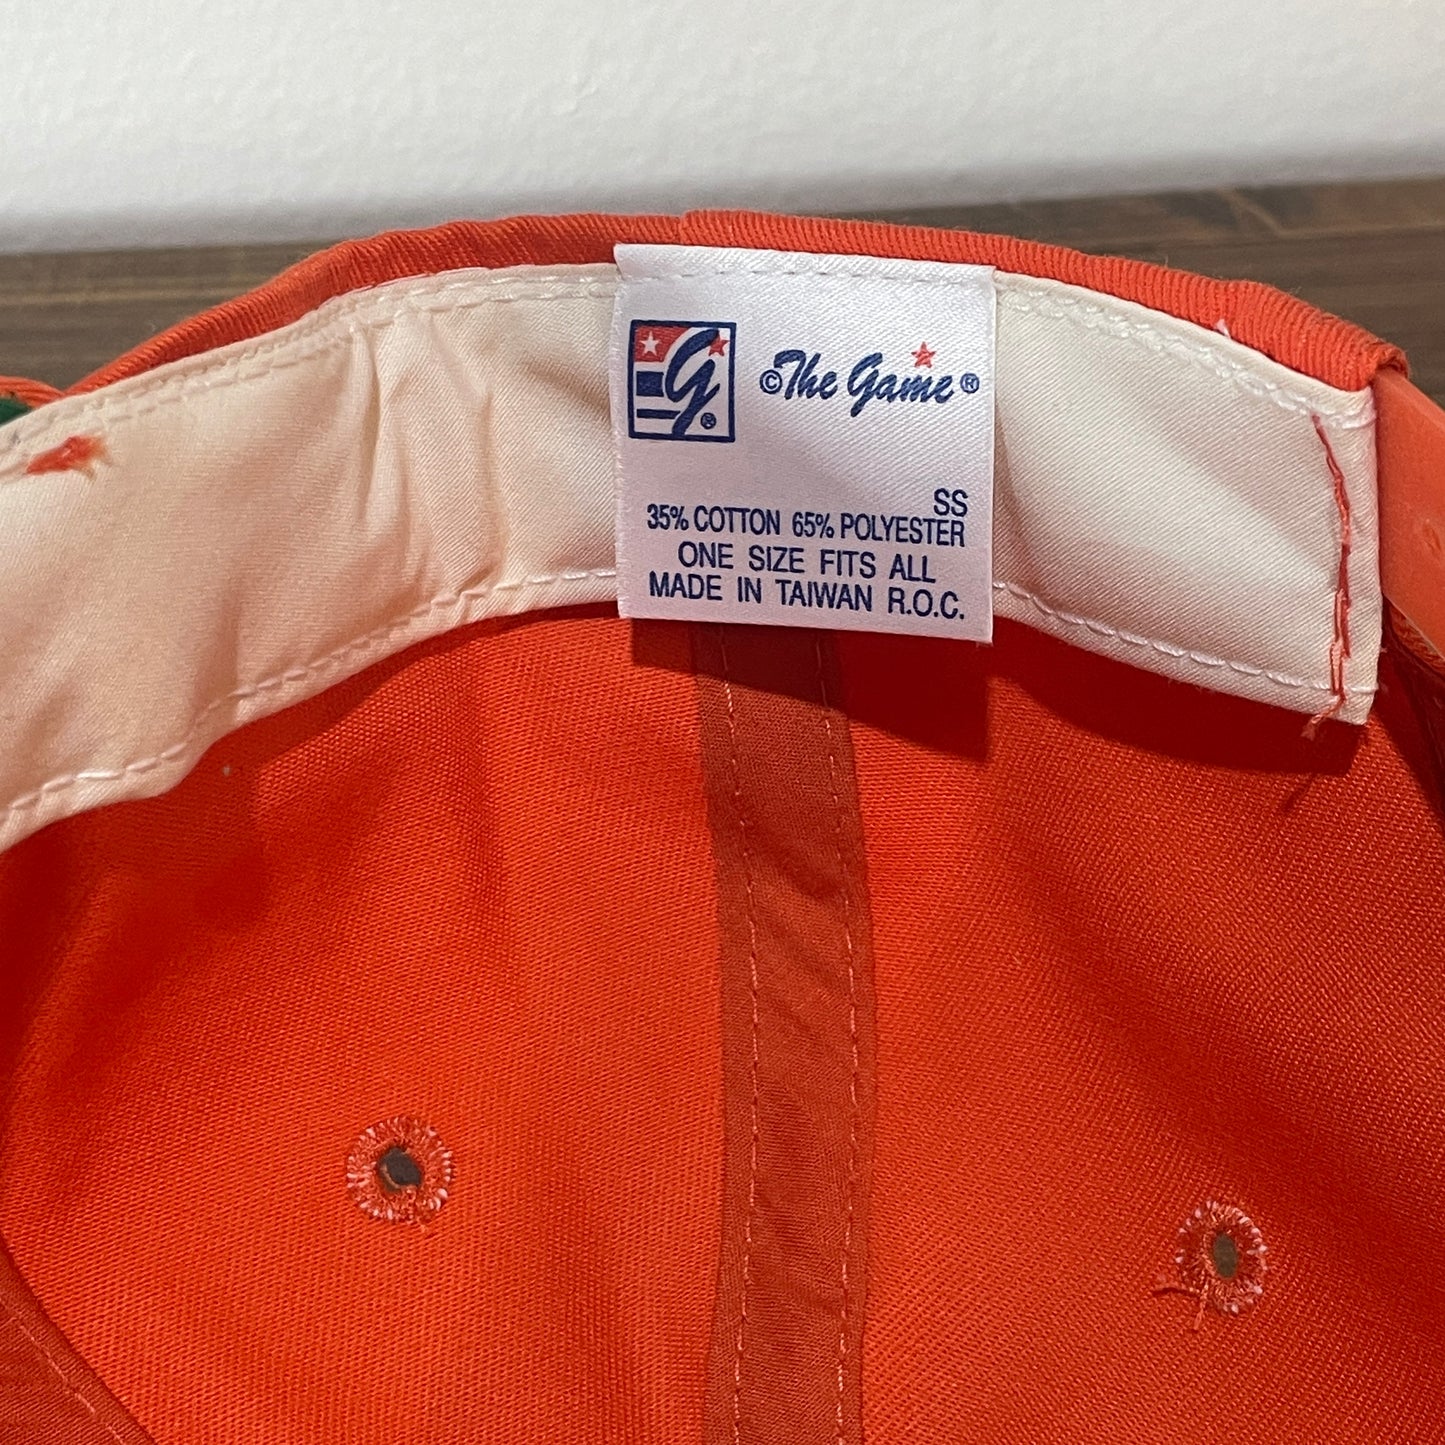 G®
©The Game®
SS
35% COTTON 65% POLYESTER
ONE SIZE FITS ALL
MADE IN TAIWAN R.O.C.